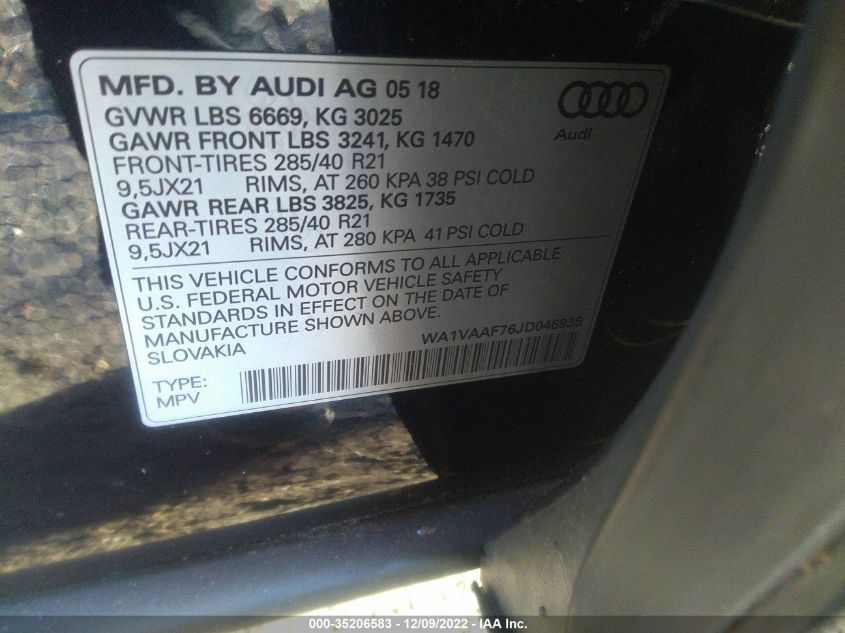 MFD. BY AUDI AG 05 18
GVWR LBS 6669, KG 3025
GAWR FRONT LBS 3241, KG 1470
FRONT-TIRES 285/40 R21
9,5JX21 RIMS, AT 260 KPA 38 PSI COLD
GAWR REAR LBS 3825, KG 1735
REAR-TIRES 285/40 R21
9,5JX21 RIMS, AT 280 KPA 41 PSI COLD
Audi
THIS VEHICLE CONFORMS TO ALL APPLICABLE
U.S. FEDERAL MOTOR VEHICLE SAFETY
STANDARDS IN EFFECT ON THE DATE OF
MANUFACTURE SHOWN ABOVE.
SLOVAKIA
WA1VAAF76JD046935
TYPE:
MPV
000-35206583 - 12/09/2022 - IAA Inc.